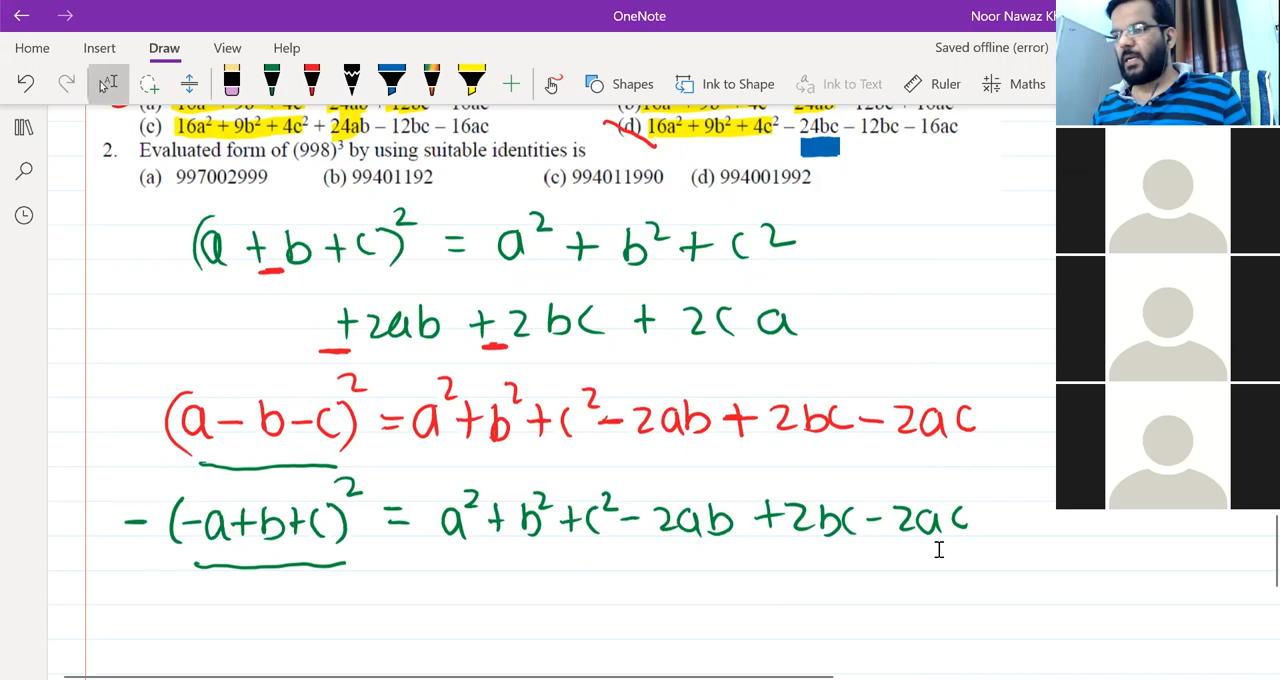 OneNote
Noor Nawaz Kh
Home Insert Draw View Help
Saved offline (error)
Shapes Ink to Shape Ink to Text Ruler Maths
(c) 16a² + 9b² + 4c² + 24ab – 12bc – 16ac (d) 16a² + 9b² + 4c² – 24bc – 12bc – 16ac
2. Evaluated form of (998)³ by using suitable identities is
(a) 997002999 (b) 99401192 (c) 994011990 (d) 994001992
(a + b + c)² = a² + b² + c²
+ 2ab + 2bc + 2ca
(a - b - c)² = a² + b² + c² - 2ab + 2bc - 2ac
- (-a+b+c)² = a² + b² + c² - 2ab + 2bc - 2ac